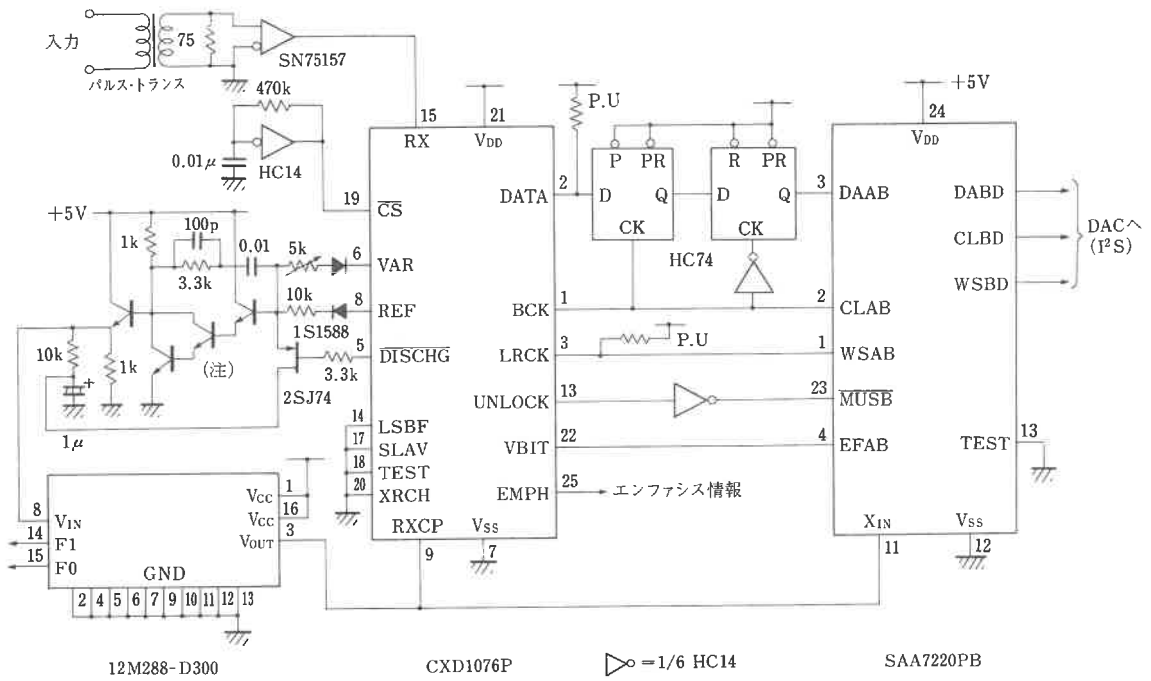 入力
75
SN75157
パルス・トランス
470k
0.01μ
HC14
15
RX
21
VDD
P.U
+5V
24
VDD
P
PR
R
PR
DATA
2
D
Q
D
Q
3
DAAB
DABD
CK
CK
HC74
CLBD
DACへ
(I²S)
WSBD
19
CS
+5V
1k
100p
3.3k
0.01
5k
6
VAR
10k
8
REF
1S1588
BCK
1
2
CLAB
LRCK
3
P.U
1
WSAB
5
DISCHG
3.3k
2SJ74
10k
+
1k
(注)
1μ
UNLOCK
13
23
MUSB
14
LSBF
17
SLAV
18
TEST
20
XRCH
VBIT
22
4
EFAB
TEST
13
EMPH
25
エンファシス情報
RXCP
9
VSS
7
XIN
11
VSS
12
8
VIN
14
F1
15
F0
VCC
1
VCC
16
VOUT
3
GND
2 4 5 6 7 9 10 11 12 13
12M288-D300
CXD1076P
=1/6 HC14
SAA7220PB